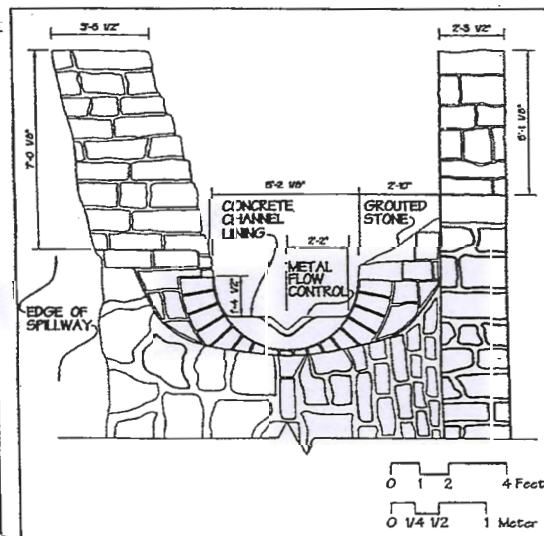 3'-5 1/2"
2'-3 1/2"
7'-0 1/8"
5'-1 1/8"
5'-2 1/8"
2'-10"
CONCRETE
CHANNEL
LINING
GROUTED
STONE
2'-2"
METAL
FLOW
CONTROL
1'-4 1/2"
EDGE OF
SPILLWAY
0 1 2 4 Feet
0 1/4 1/2 1 Meter